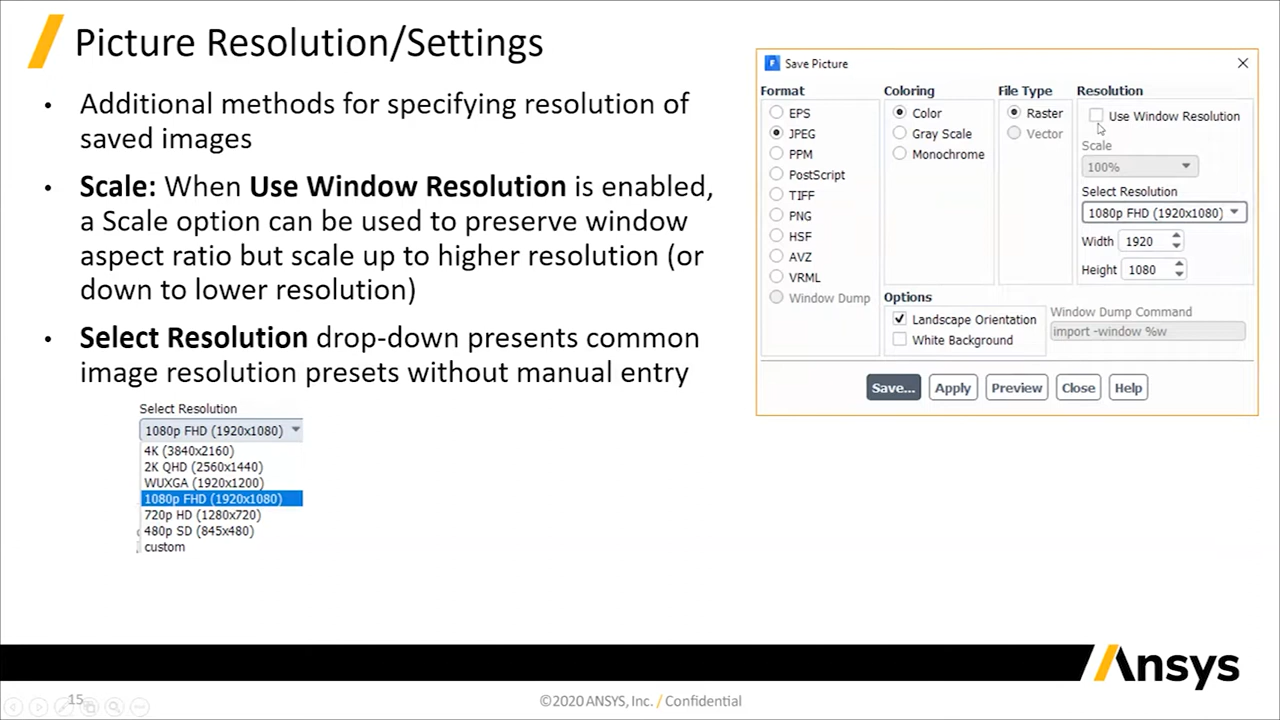 Picture Resolution/Settings
• Additional methods for specifying resolution of
saved images
• Scale: When Use Window Resolution is enabled,
a Scale option can be used to preserve window
aspect ratio but scale up to higher resolution (or
down to lower resolution)
• Select Resolution drop-down presents common
image resolution presets without manual entry
Select Resolution
1080p FHD (1920x1080)
4K (3840x2160)
2K QHD (2560x1440)
WUXGA (1920x1200)
1080p FHD (1920x1080)
720p HD (1280x720)
480p SD (845x480)
custom
F Save Picture
Format
EPS
JPEG
PPM
PostScript
TIFF
PNG
HSF
AVZ
VRML
Window Dump
Coloring
Color
Gray Scale
Monochrome
File Type
Raster
Vector
Resolution
Use Window Resolution
Scale
100%
Select Resolution
1080p FHD (1920x1080)
Width 1920
Height 1080
Options
Landscape Orientation
White Background
Window Dump Command
import -window %w
Save... Apply Preview Close Help
15
©2020 ANSYS, Inc. / Confidential
Ansys